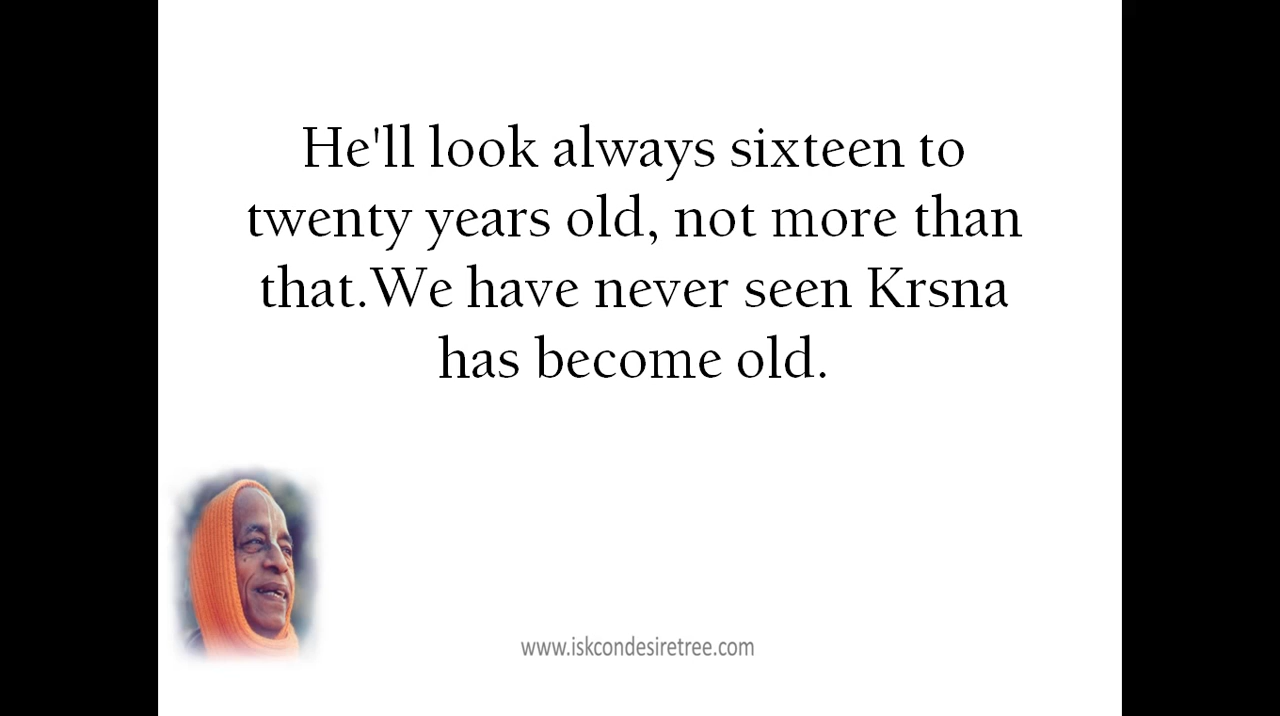 He'll look always sixteen to
twenty years old, not more than
that.We have never seen Krsna
has become old.
www.iskcondesiretree.com